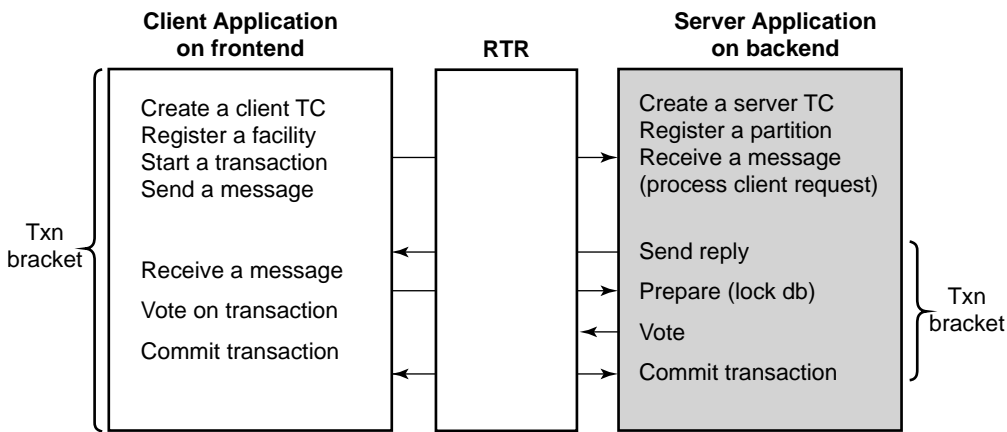 Client Application
on frontend
RTR
Server Application
on backend
Txn
bracket
Create a client TC
Register a facility
Start a transaction
Send a message
Receive a message
Vote on transaction
Commit transaction
Create a server TC
Register a partition
Receive a message
(process client request)
Send reply
Prepare (lock db)
Vote
Commit transaction
Txn
bracket